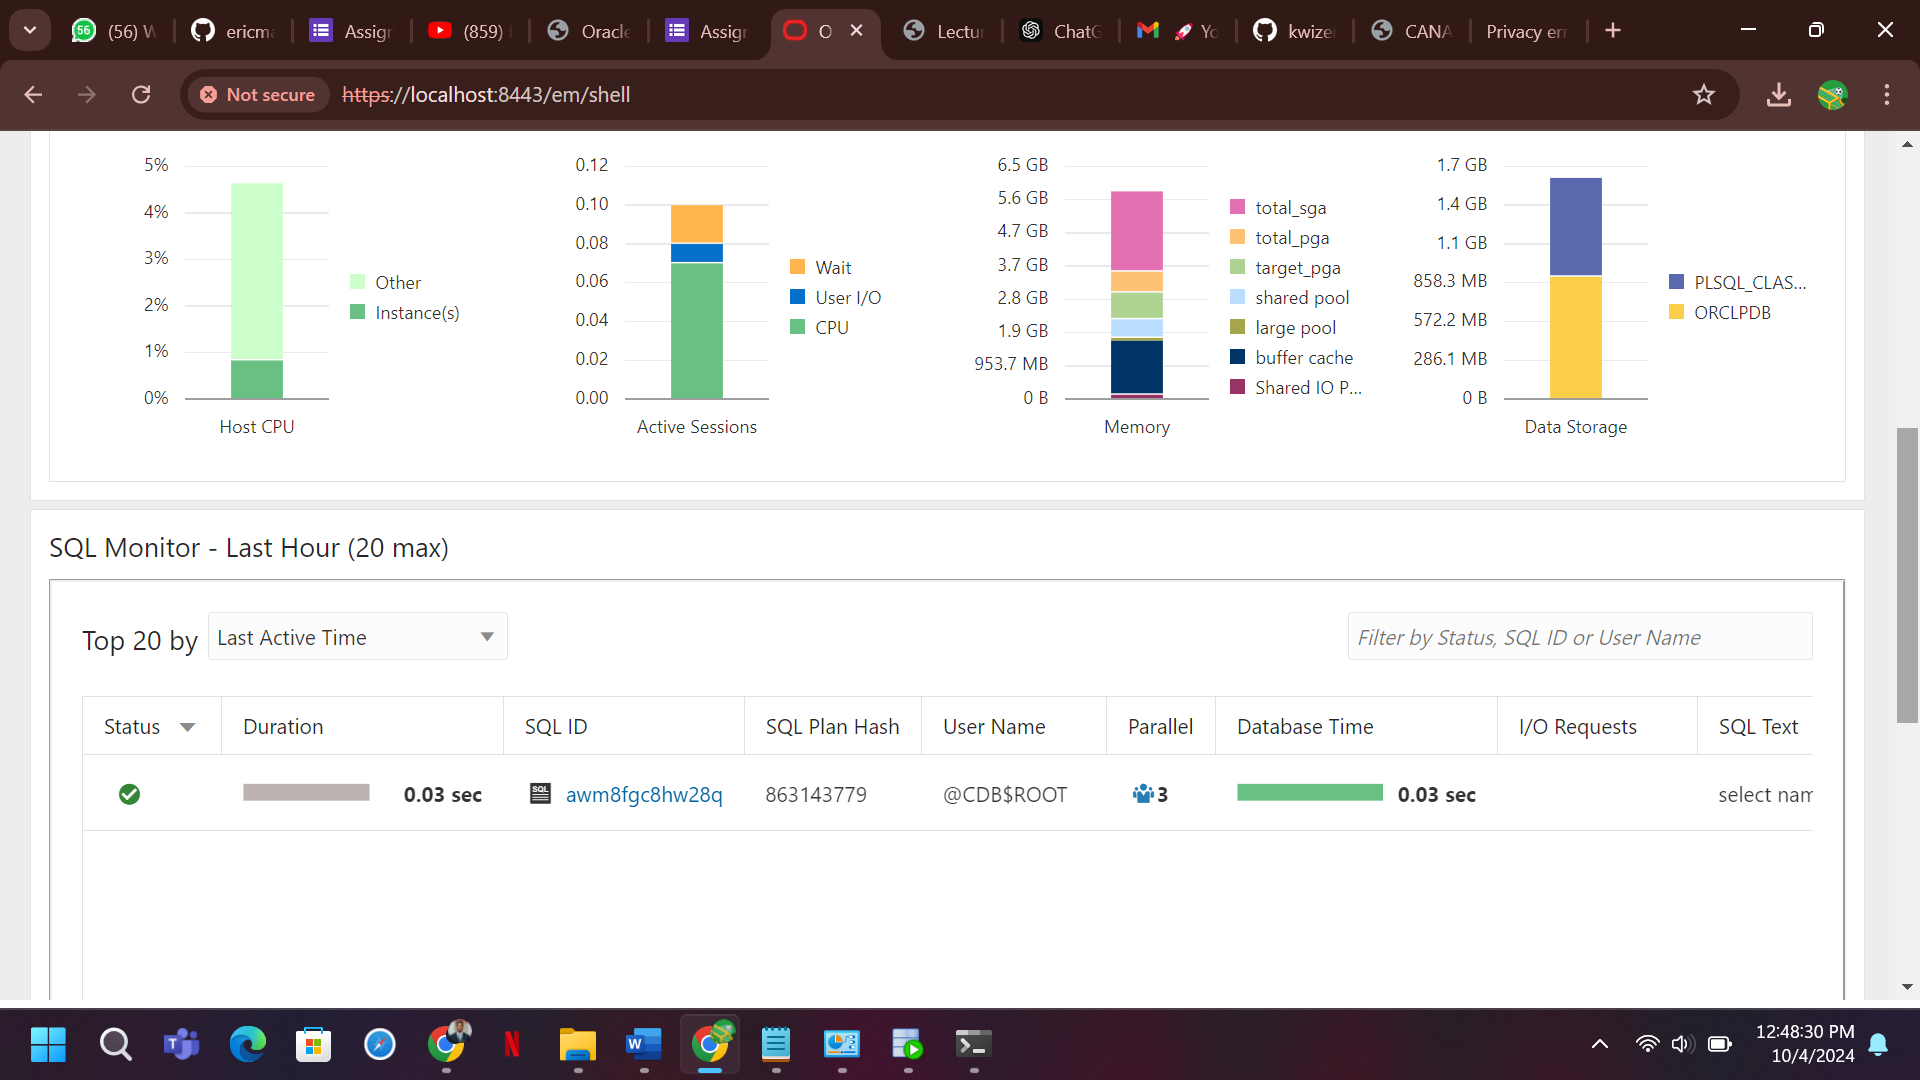 56 (56) W ericma Assigr (859) Oracle Assigr O Lectur ChatG Yo kwize CANA Privacy err
Not secure https://localhost:8443/em/shell
5%
4%
3%
2%
1%
0%
Other
Instance(s)
Host CPU
0.12
0.10
0.08
0.06
0.04
0.02
0.00
Wait
User I/O
CPU
Active Sessions
6.5 GB
5.6 GB
4.7 GB
3.7 GB
2.8 GB
1.9 GB
953.7 MB
0 B
total_sga
total_pga
target_pga
shared pool
large pool
buffer cache
Shared IO P...
Memory
1.7 GB
1.4 GB
1.1 GB
858.3 MB
572.2 MB
286.1 MB
0 B
PLSQL_CLAS...
ORCLPDB
Data Storage
SQL Monitor - Last Hour (20 max)
Top 20 by Last Active Time Filter by Status, SQL ID or User Name
Status Duration SQL ID SQL Plan Hash User Name Parallel Database Time I/O Requests SQL Text
0.03 sec SQL awm8fgc8hw28q 863143779 @CDB$ROOT 3 0.03 sec select nam
12:48:30 PM
10/4/2024